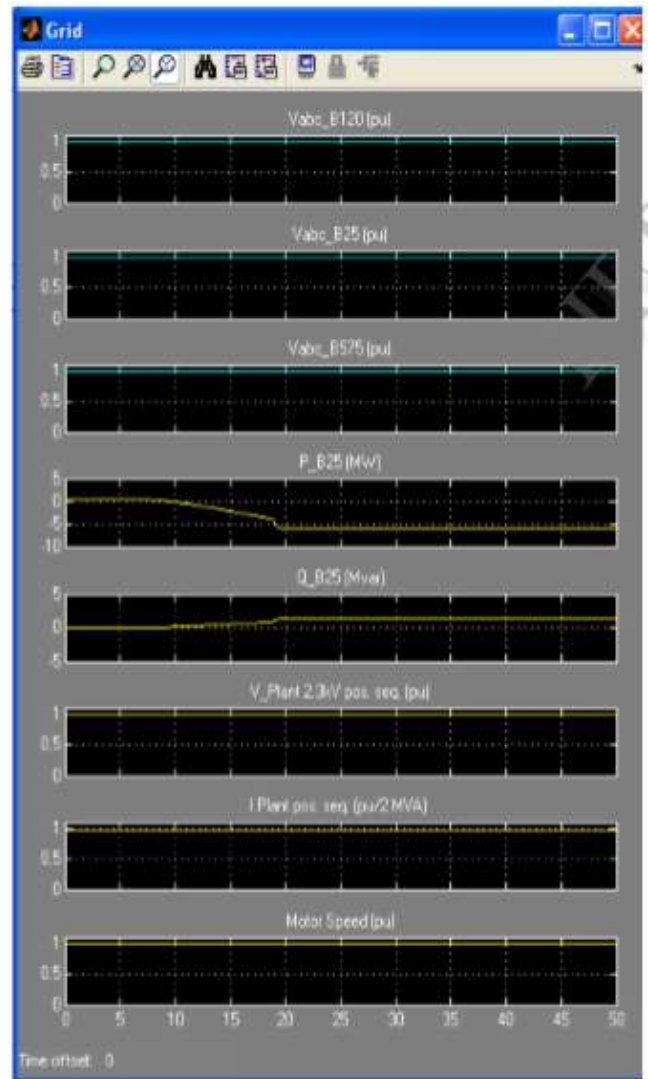 Grid
Vabc_B120 (pu)
1
0.5
0
Vabc_B25 (pu)
1
0.5
0
Vabc_B575 (pu)
1
0.5
0
P_B25 (MW)
5
0
-5
-10
Q_B25 (Mvar)
5
0
-5
V_Plant 2.3kV pos. seq. (pu)
1
0.5
0
I Plant pos. seq. (pu/2 MVA)
1
0.5
0
Motor Speed (pu)
1
0.5
0
0 5 10 15 20 25 30 35 40 45 50
Time offset: 0